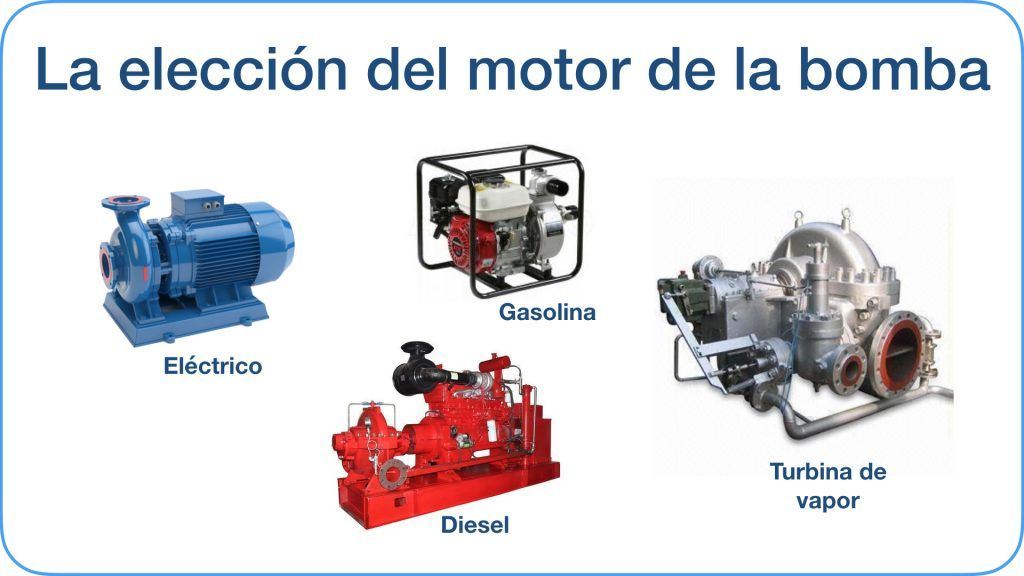 La elección del motor de la bomba
Gasolina
Eléctrico
Turbina de
vapor
Diesel